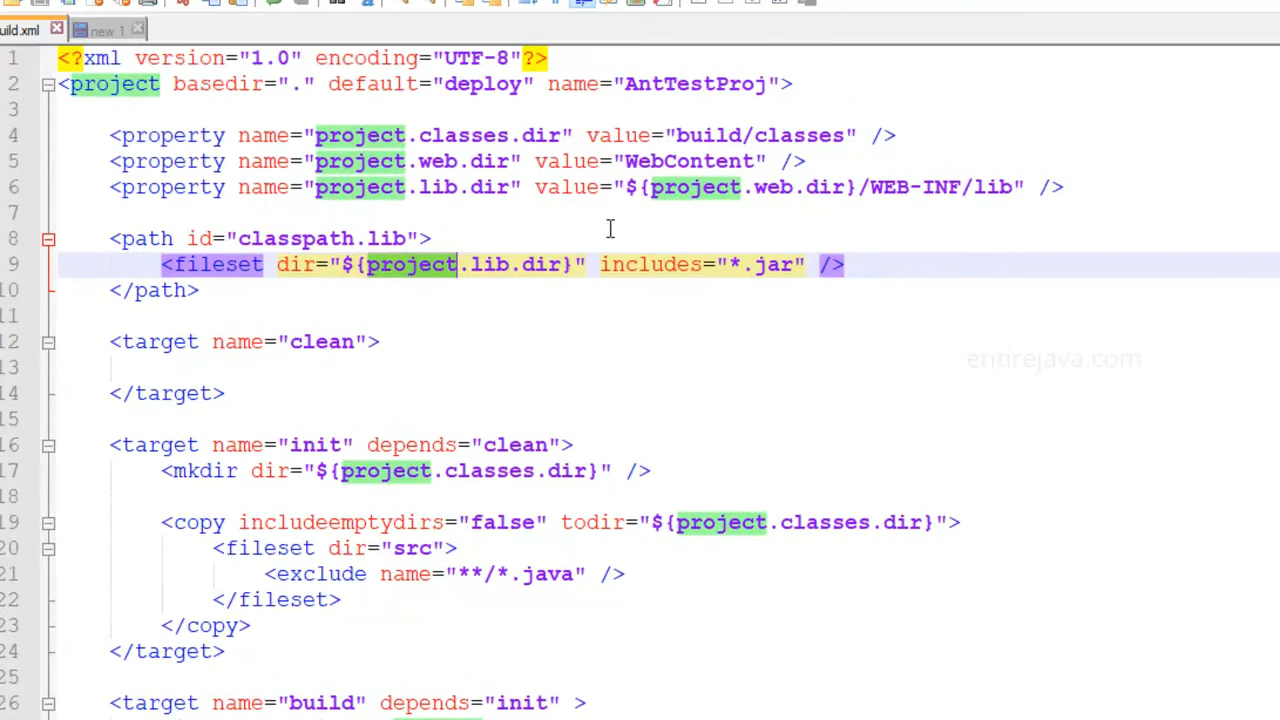 uild.xml new 1
1 <?xml version="1.0" encoding="UTF-8"?>
2 <project basedir="." default="deploy" name="AntTestProj">
3
4 <property name="project.classes.dir" value="build/classes" />
5 <property name="project.web.dir" value="WebContent" />
6 <property name="project.lib.dir" value="${project.web.dir}/WEB-INF/lib" />
7
8 <path id="classpath.lib">
9 <fileset dir="${project.lib.dir}" includes="*.jar" />
10 </path>
11
12 <target name="clean">
13
entirejava.com
14 </target>
15
16 <target name="init" depends="clean">
17 <mkdir dir="${project.classes.dir}" />
18
19 <copy includeemptydirs="false" todir="${project.classes.dir}">
20 <fileset dir="src">
21 <exclude name="**/*.java" />
22 </fileset>
23 </copy>
24 </target>
25
26 <target name="build" depends="init" >